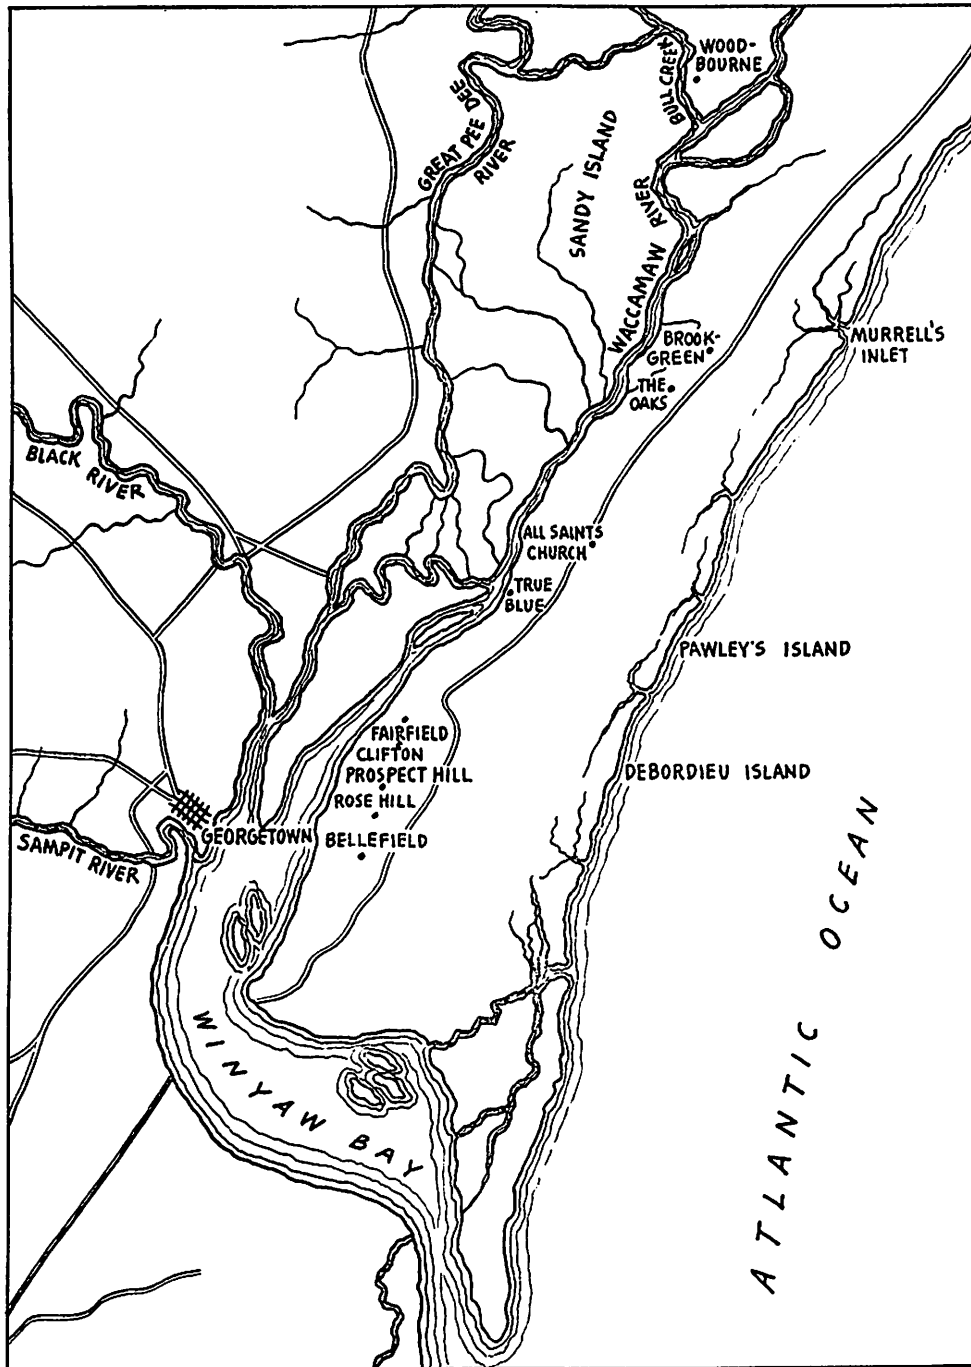 WOOD-
BOURNE
BULL CREEK
GREAT PEE DEE
RIVER
SANDY ISLAND
WACCAMAW RIVER
BROOK-
GREEN
THE
OAKS
MURRELL'S
INLET
BLACK
RIVER
ALL SAINTS
CHURCH
TRUE
BLUE
PAWLEY'S ISLAND
FAIRFIELD
CLIFTON
PROSPECT HILL
ROSE HILL
DEBORDIEU ISLAND
GEORGETOWN
BELLEFIELD
SAMPIT RIVER
WINYAW BAY
ATLANTIC OCEAN